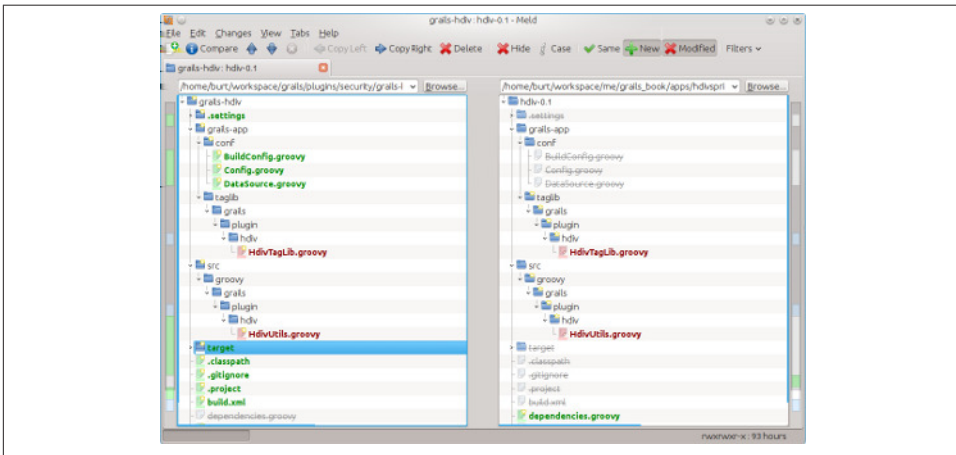 grails-hdiv : hdiv-0.1 - Meld
File Edit Changes View Tabs Help
Compare Copy Left Copy Right Delete Hide Case Same New Modified Filters
grails-hdiv : hdiv-0.1
/home/burt/workspace/grails/plugins/security/grails-l Browse...
/home/burt/workspace/me/grails_book/apps/hdivspri Browse...
grails-hdiv
.settings
grails-app
conf
BuildConfig.groovy
Config.groovy
DataSource.groovy
taglib
grails
plugin
hdiv
HdivTagLib.groovy
src
groovy
grails
plugin
hdiv
HdivUtils.groovy
target
.classpath
.gitignore
.project
build.xml
dependencies.groovy
hdiv-0.1
.settings
grails-app
conf
BuildConfig.groovy
Config.groovy
DataSource.groovy
taglib
grails
plugin
hdiv
HdivTagLib.groovy
src
groovy
grails
plugin
hdiv
HdivUtils.groovy
target
.classpath
.gitignore
.project
build.xml
dependencies.groovy
rwxrwxr-x : 93 hours